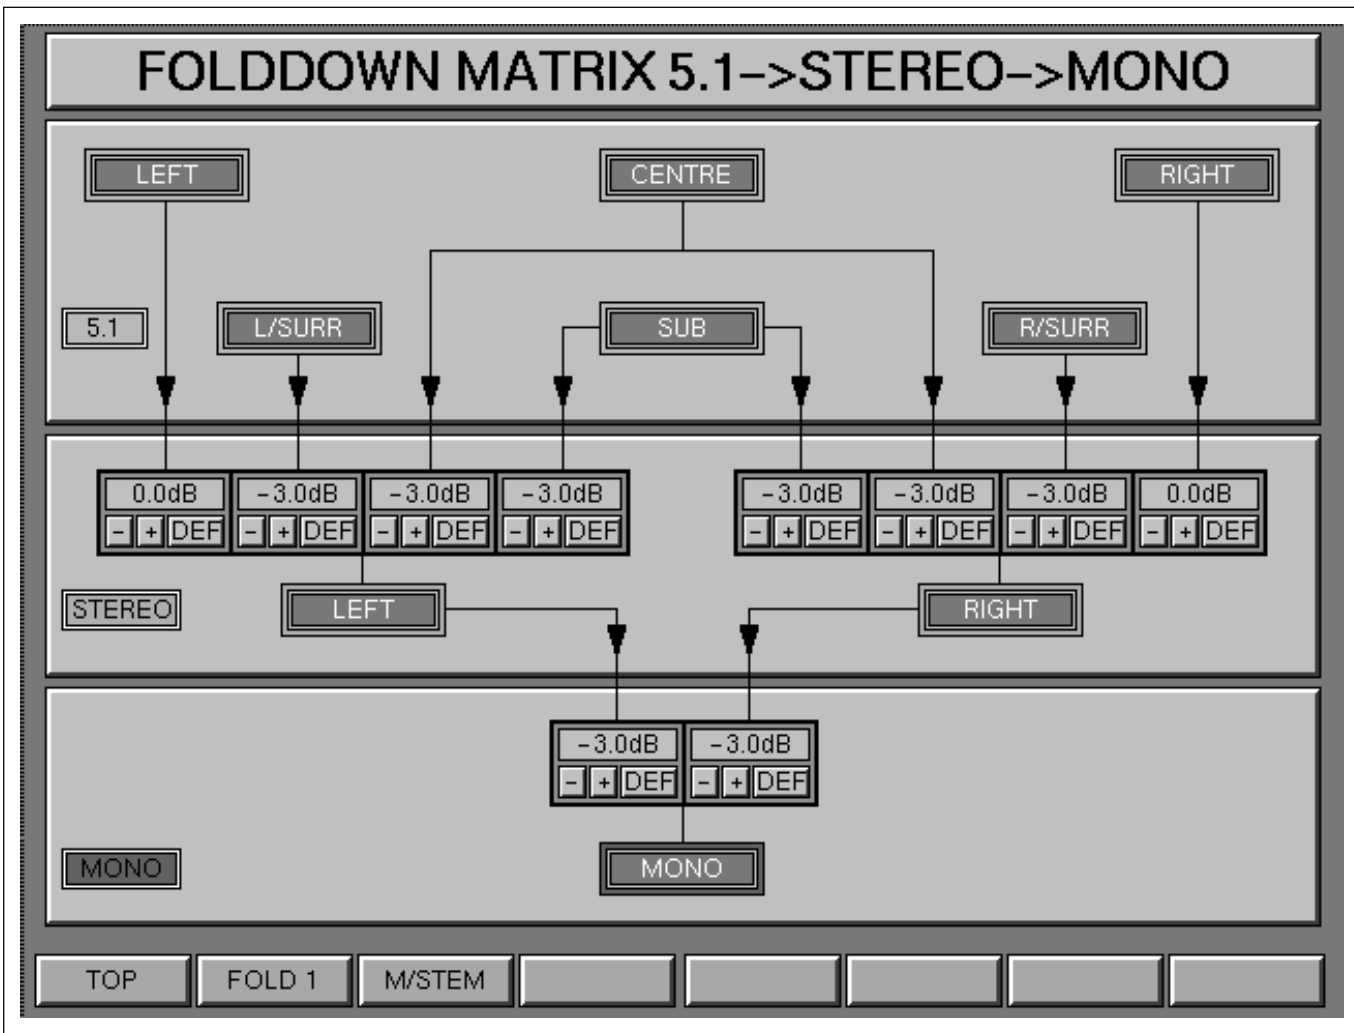 FOLDDOWN MATRIX 5.1->STEREO->MONO
LEFT CENTRE RIGHT
5.1 L/SURR SUB R/SURR
0.0dB -3.0dB -3.0dB -3.0dB -3.0dB -3.0dB -3.0dB 0.0dB
- + DEF - + DEF - + DEF - + DEF - + DEF - + DEF - + DEF - + DEF
STEREO LEFT RIGHT
-3.0dB -3.0dB
- + DEF - + DEF
MONO MONO
TOP FOLD 1 M/STEM